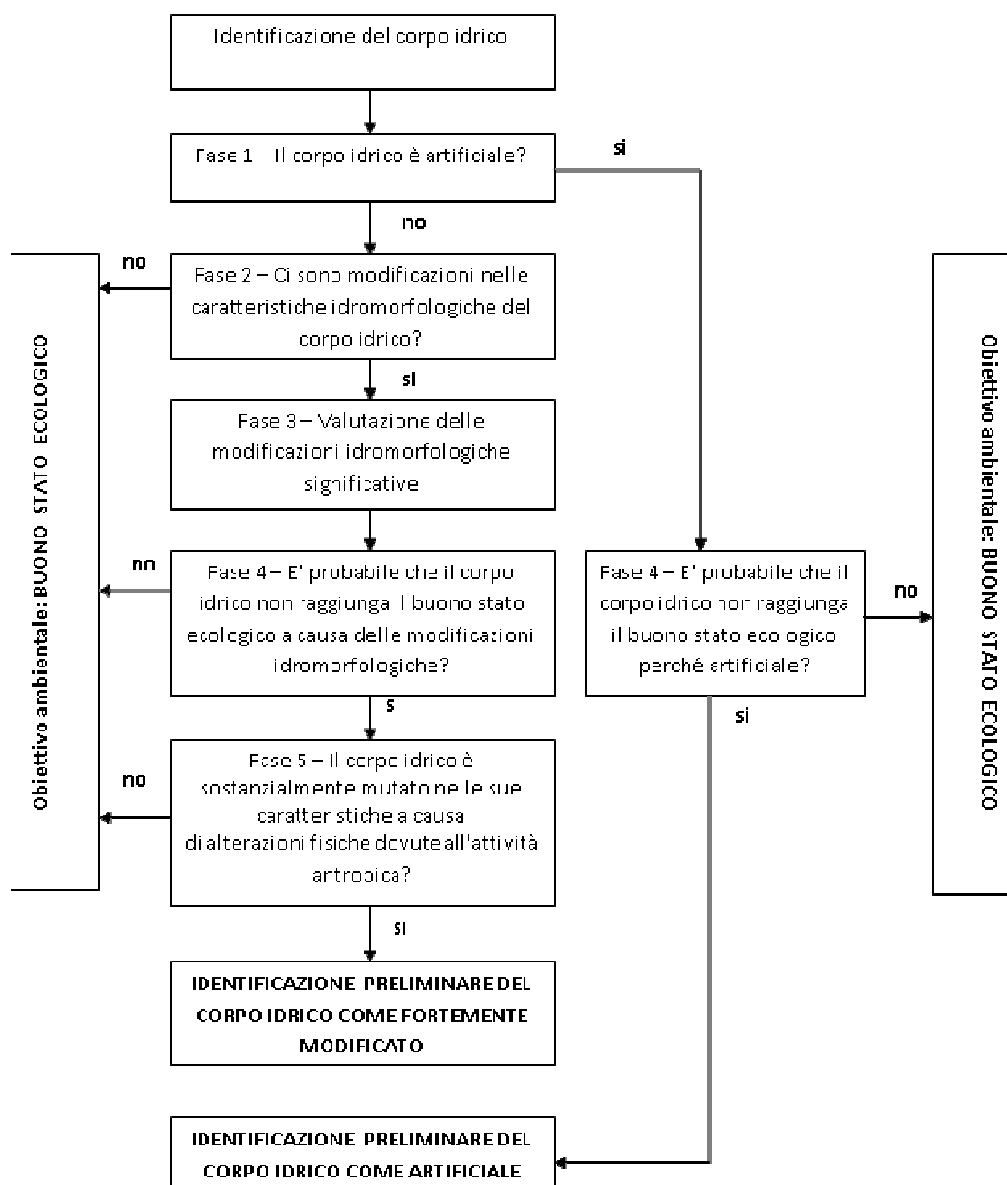 Identificazione del corpo idrico
Fase 1 – Il corpo idrico è artificiale?
si
no
no
Fase 2 – Ci sono modificazioni nelle
caratteristiche idromorfologiche del
corpo idrico?
si
Fase 3 – Valutazione delle
modificazioni idromorfologiche
significative
no
Fase 4 – E' probabile che il corpo
idrico non raggiunga il buono stato
ecologico a causa delle modificazioni
idromorfologiche?
s
Fase 4 – E' probabile che il
corpo idrico non raggiunga
il buono stato ecologico
perché artificiale?
no
si
no
Fase 5 – Il corpo idrico è
sostanzialmente mutato nelle sue
caratteristiche a causa
di alterazioni fisiche dovute all'attività
antropica?
si
IDENTIFICAZIONE PRELIMINARE DEL
CORPO IDRICO COME FORTEMENTE
MODIFICATO
IDENTIFICAZIONE PRELIMINARE DEL
CORPO IDRICO COME ARTIFICIALE
Obiettivo ambientale: BUONO STATO ECOLOGICO
Obiettivo ambientale: BUONO STATO ECOLOGICO